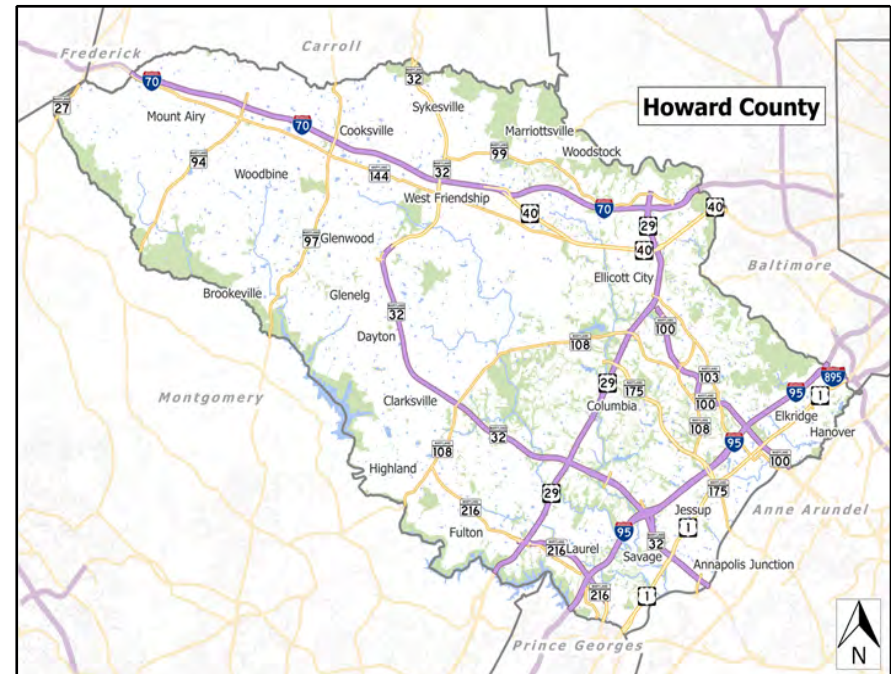 Frederick
Carroll
Howard County
70
32
27
Mount Airy
70
Sykesville
Cooksville
Marriottsville
94
99
Woodstock
Woodbine
144
32
West Friendship
40
70
40
29
97
Glenwood
40
Ellicott City
Baltimore
Brookeville
Glenelg
32
Dayton
108
100
29
175
103
95
895
Montgomery
Clarksville
Columbia
100
1
Elkridge
Hanover
108
32
108
95
100
Highland
29
175
216
Jessup
Anne Arundel
Fulton
95
1
216
Laurel
Savage
32
Annapolis Junction
216
1
Prince Georges
N